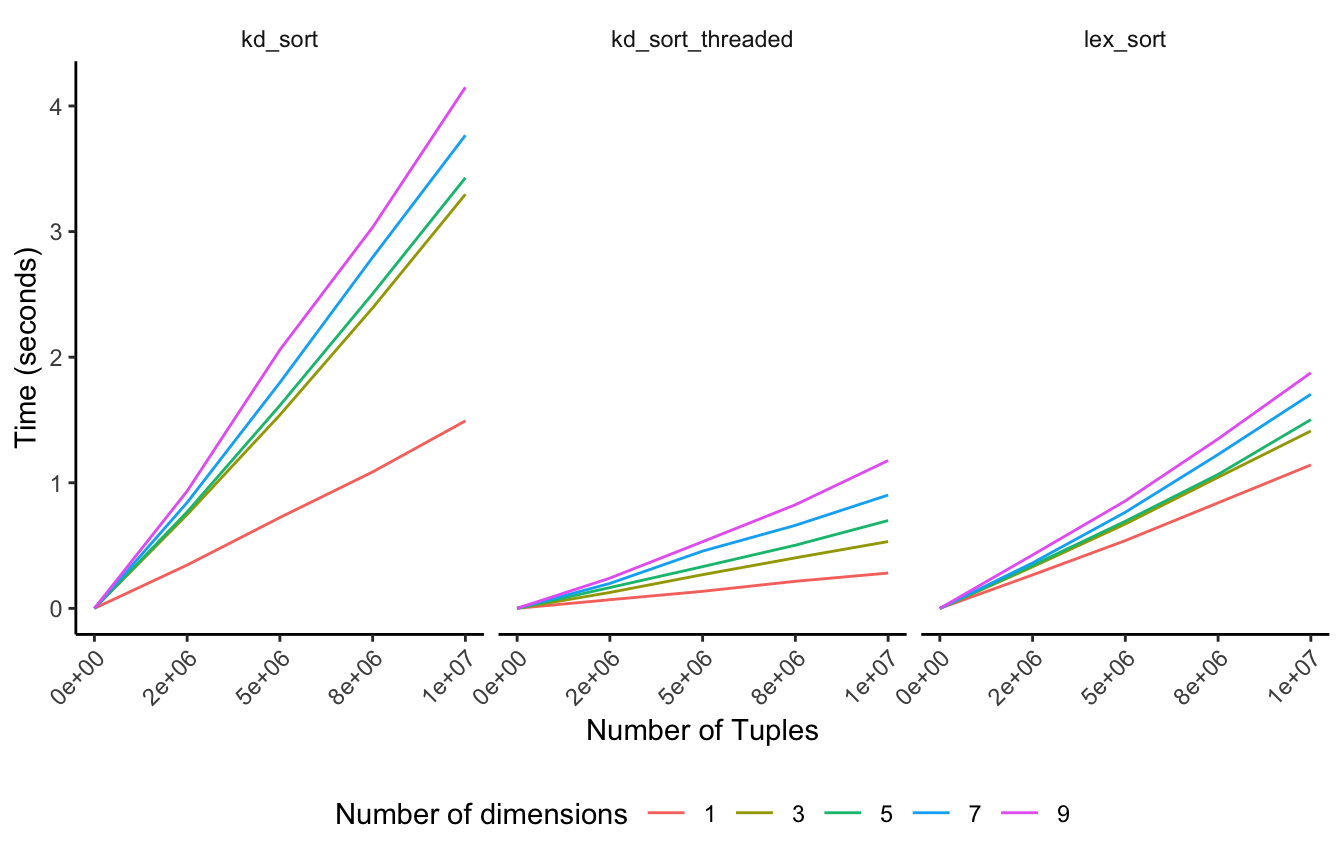 kd_sort kd_sort_threaded lex_sort
4
3
2
1
0
Time (seconds)
0e+00 2e+06 5e+06 8e+06 1e+07 0e+00 2e+06 5e+06 8e+06 1e+07 0e+00 2e+06 5e+06 8e+06 1e+07
Number of Tuples
Number of dimensions 1 3 5 7 9